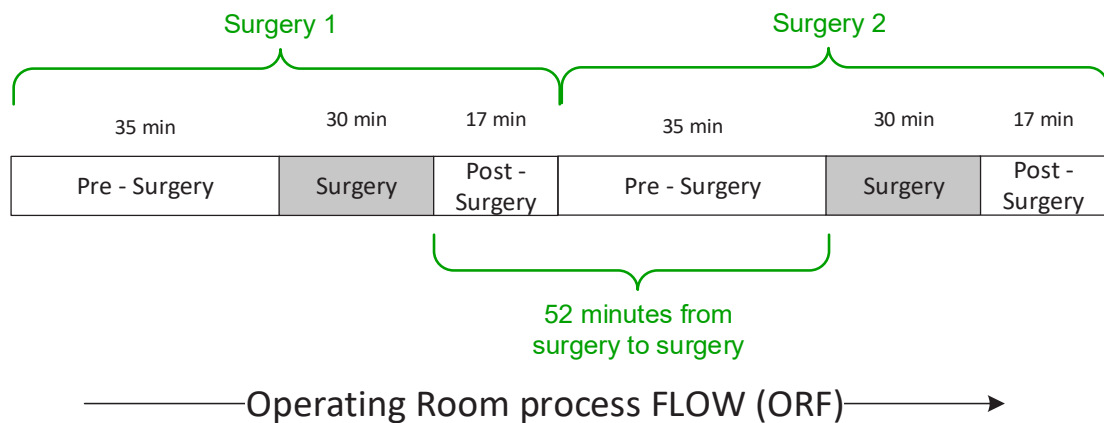 Surgery 1
Surgery 2
35 min
30 min
17 min
35 min
30 min
17 min
Pre - Surgery
Surgery
Post -
Surgery
Pre - Surgery
Surgery
Post -
Surgery
52 minutes from
surgery to surgery
Operating Room process FLOW (ORF)